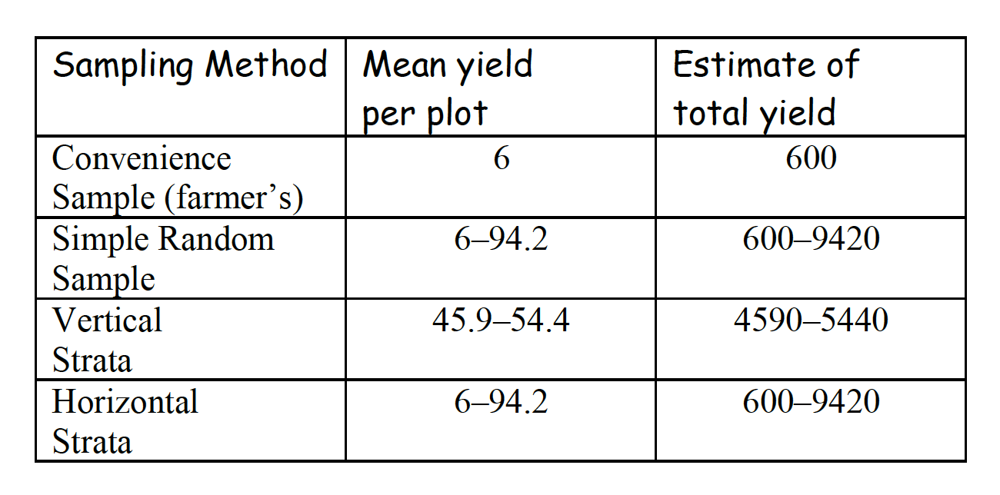 Sampling Method
Mean yield
per plot
Estimate of
total yield
Convenience
Sample (farmer’s)
6
600
Simple Random
Sample
6–94.2
600–9420
Vertical
Strata
45.9–54.4
4590–5440
Horizontal
Strata
6–94.2
600–9420